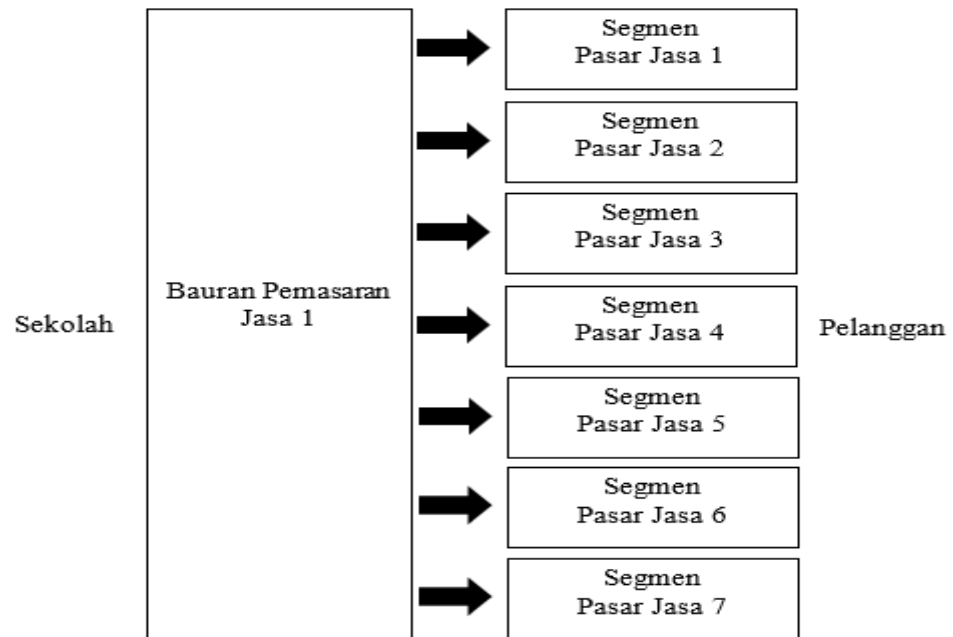 Sekolah
Bauran Pemasaran
Jasa 1
Segmen
Pasar Jasa 1
Segmen
Pasar Jasa 2
Segmen
Pasar Jasa 3
Segmen
Pasar Jasa 4
Segmen
Pasar Jasa 5
Segmen
Pasar Jasa 6
Segmen
Pasar Jasa 7
Pelanggan